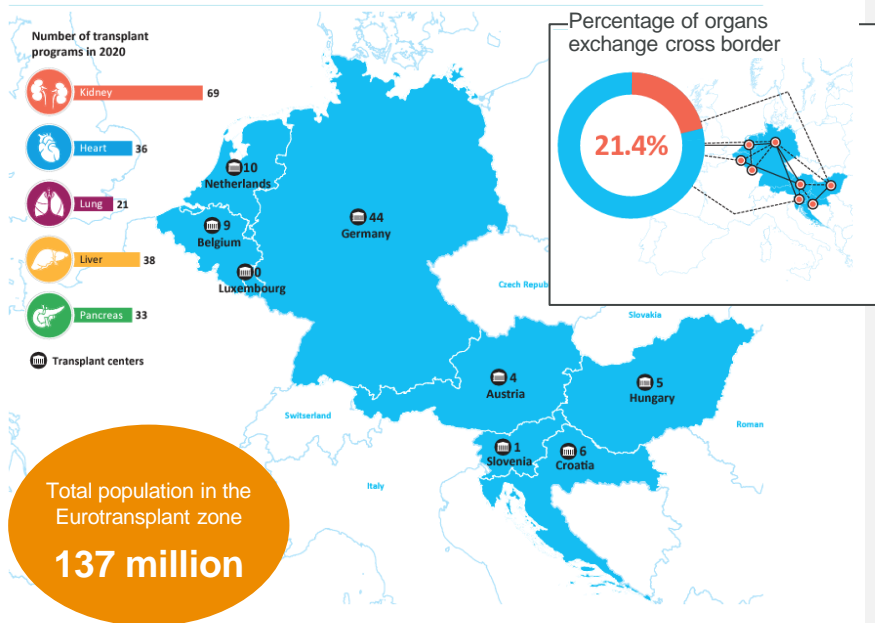 Number of transplant
programs in 2020
Kidney 69
Heart 36
Lung 21
Liver 38
Pancreas 33
Transplant centers
Percentage of organs
exchange cross border
21.4%
10
Netherlands
9
Belgium
0
Luxembourg
44
Germany
Czech Repub
Slovakia
4
Austria
5
Hungary
Switzerland
1
Slovenia
6
Croatia
Roman
Italy
Total population in the
Eurotransplant zone
137 million